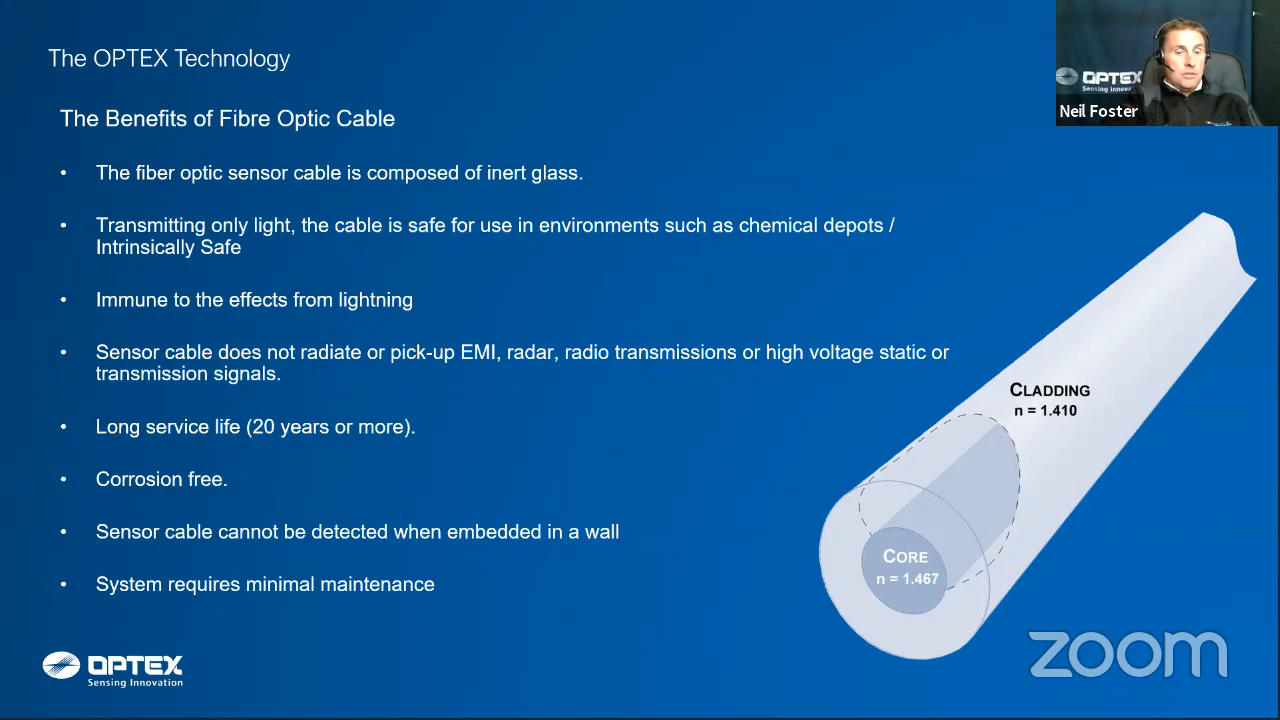 The OPTEX Technology
The Benefits of Fibre Optic Cable
• The fiber optic sensor cable is composed of inert glass.
• Transmitting only light, the cable is safe for use in environments such as chemical depots /
Intrinsically Safe
• Immune to the effects from lightning
• Sensor cable does not radiate or pick-up EMI, radar, radio transmissions or high voltage static or
transmission signals.
• Long service life (20 years or more).
• Corrosion free.
• Sensor cable cannot be detected when embedded in a wall
• System requires minimal maintenance
CLADDING
n = 1.410
CORE
n = 1.467
OPTEX
Sensing Innovation
OPTEX
Sensing Innova
Neil Foster
zoom